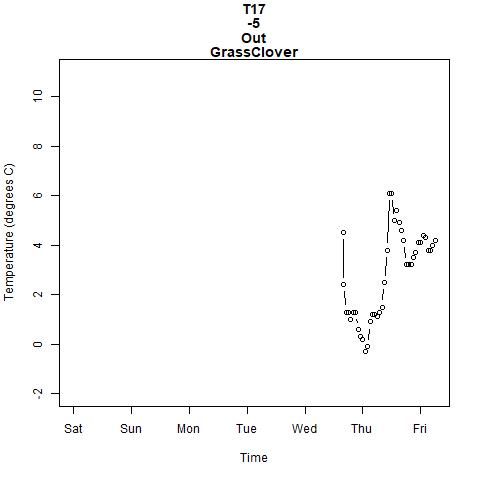 T17
-5
Out
GrassClover
Temperature (degrees C)
10
8
6
4
2
0
-2
Sat Sun Mon Tue Wed Thu Fri
Time